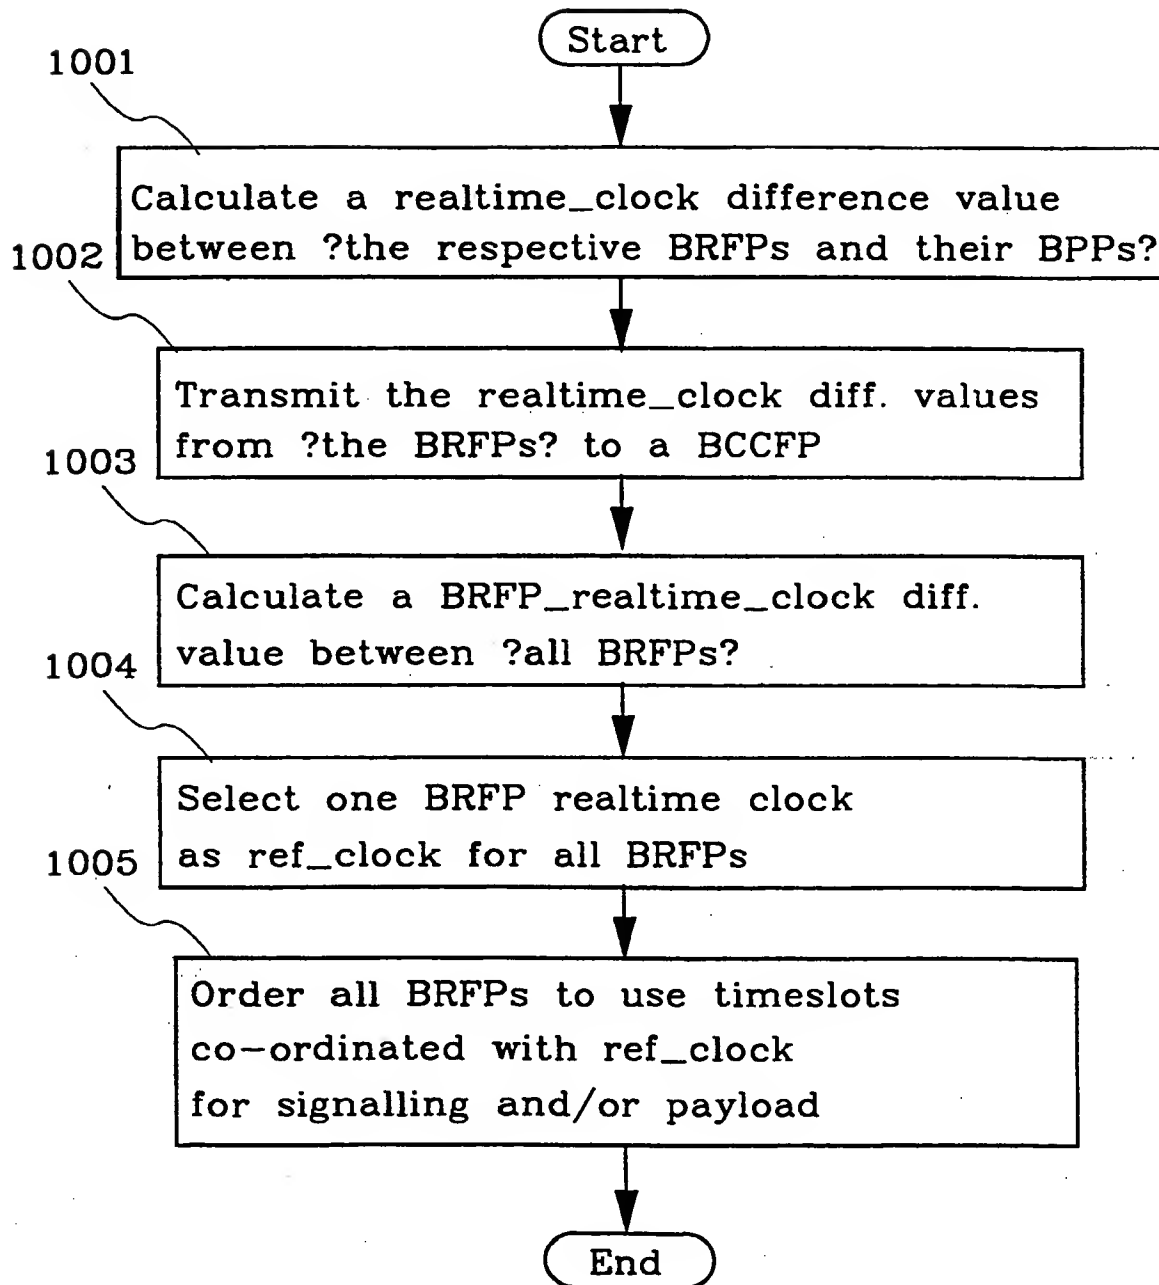 Start
1001
Calculate a realtime_clock difference value
between ?the respective BRFPs and their BPPs?
1002
Transmit the realtime_clock diff. values
from ?the BRFPs? to a BCCFP
1003
Calculate a BRFP_realtime_clock diff.
value between ?all BRFPs?
1004
Select one BRFP realtime clock
as ref_clock for all BRFPs
1005
Order all BRFPs to use timeslots
co-ordinated with ref_clock
for signalling and/or payload
End